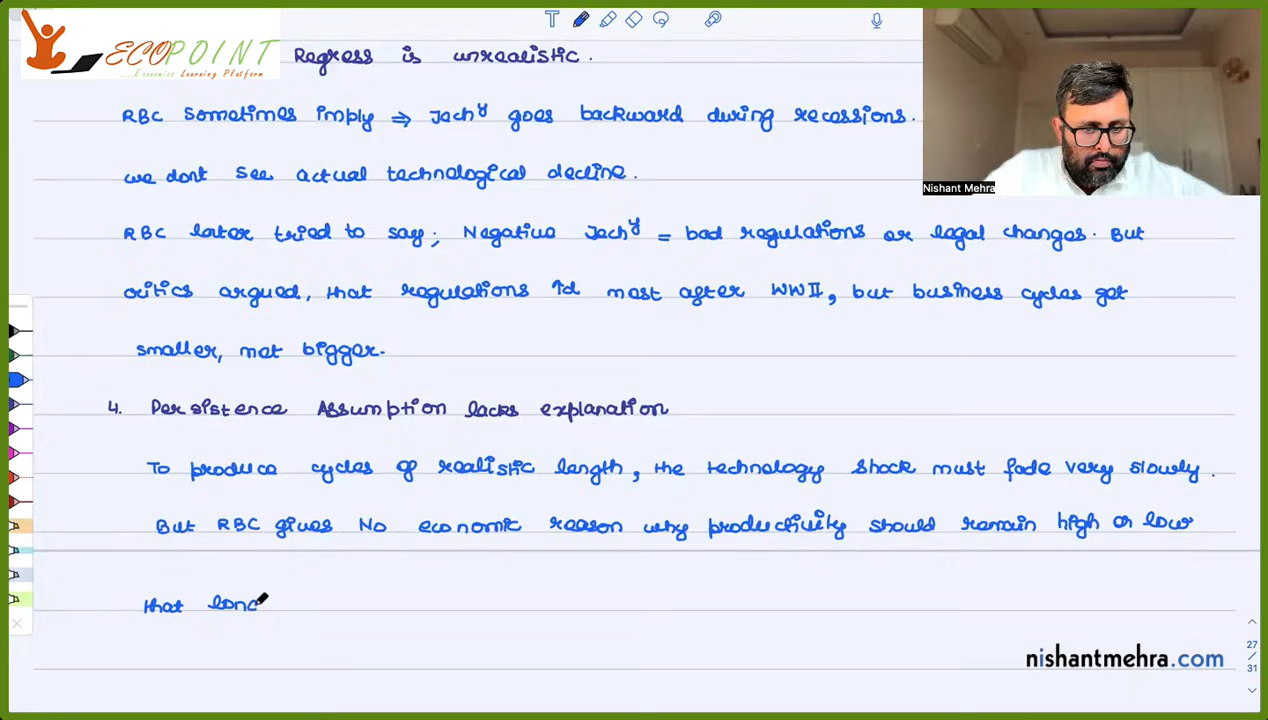 ECOPOINT
....Economics Learning Platform
Regress is unrealistic.
RBC sometimes imply ⇒ Techy goes backward during recessions.
we dont see actual technological decline.
RBC later tried to say; Negative Techy = bad regulations or legal changes. But
critics argued, that regulations ↑d most after WWII, but business cycles got
smaller, not bigger.
4. Persistence Assumption lacks explanation
To produce cycles of realistic length, the technology shock must fade very slowly.
But RBC gives No economic reason why productivity should remain high or low
that long
Nishant Mehra
nishantmehra.com
27
/
31